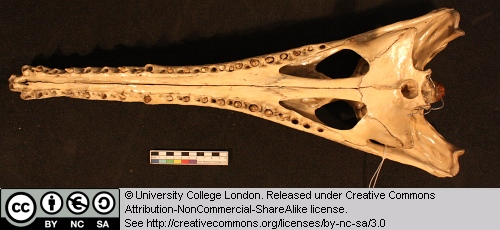 © University College London. Released under Creative Commons
Attribution-NonCommercial-ShareAlike license.
See http://creativecommons.org/licenses/by-nc-sa/3.0
cc
BY NC SA